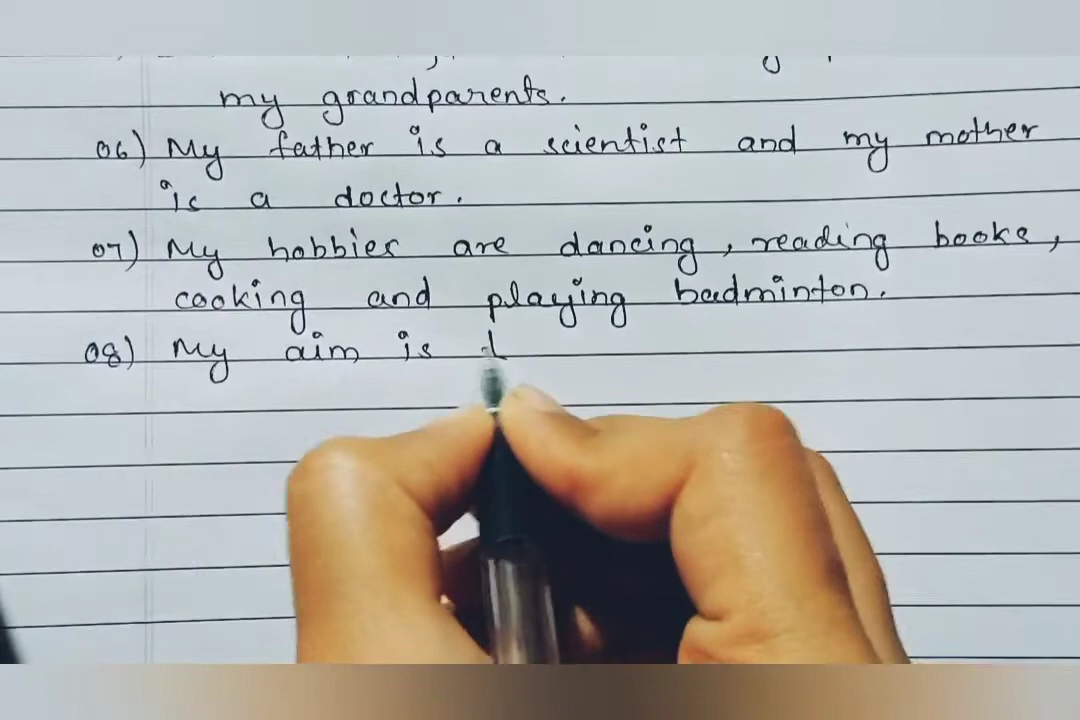 my grandparents.
06) My father is a scientist and my mother
is a doctor.
07) My hobbies are dancing, reading books,
cooking and playing badminton.
08) My aim is